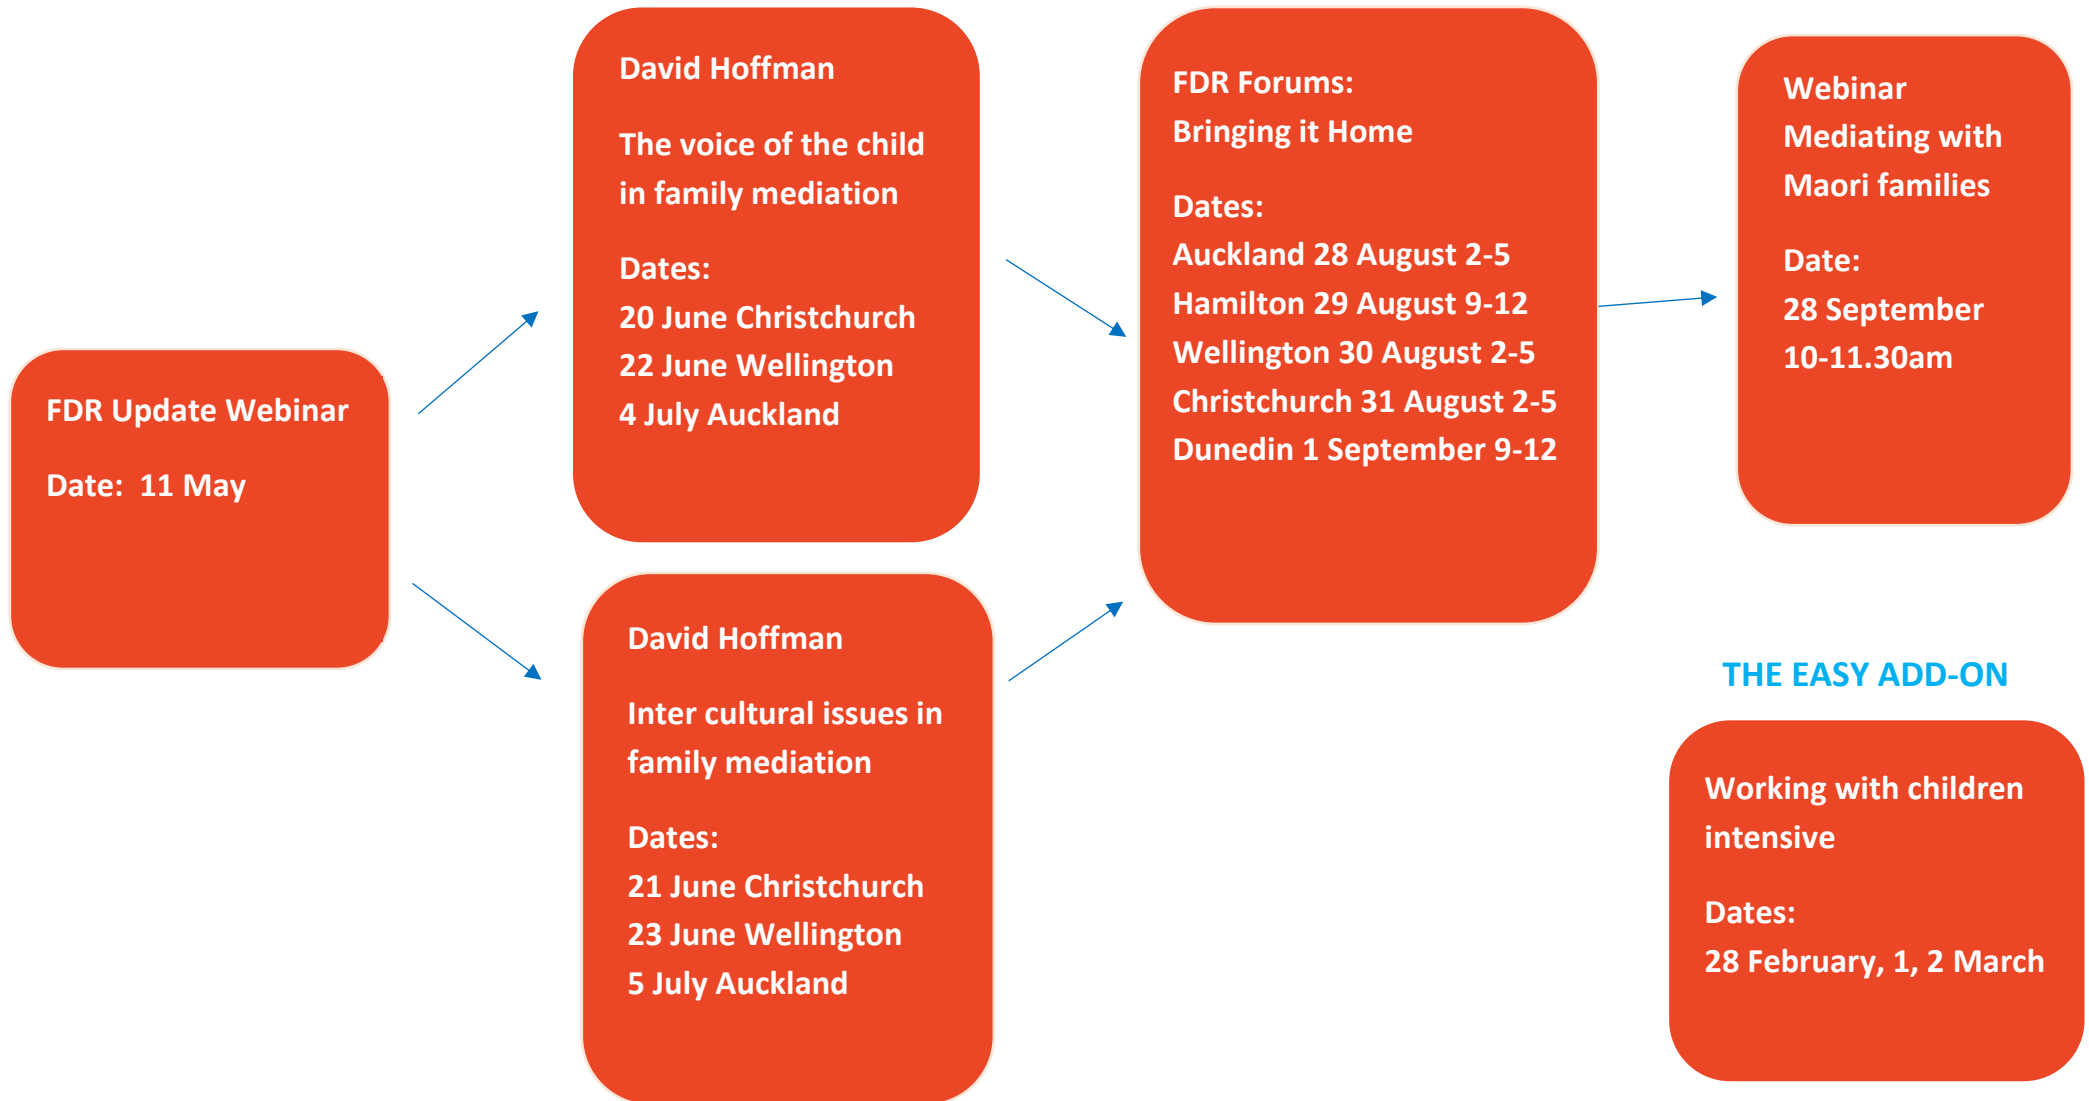 FDR Update Webinar
Date: 11 May
David Hoffman
The voice of the child
in family mediation
Dates:
20 June Christchurch
22 June Wellington
4 July Auckland
David Hoffman
Inter cultural issues in
family mediation
Dates:
21 June Christchurch
23 June Wellington
5 July Auckland
FDR Forums:
Bringing it Home
Dates:
Auckland 28 August 2-5
Hamilton 29 August 9-12
Wellington 30 August 2-5
Christchurch 31 August 2-5
Dunedin 1 September 9-12
Webinar
Mediating with
Maori families
Date:
28 September
10-11.30am
THE EASY ADD-ON
Working with children
intensive
Dates:
28 February, 1, 2 March